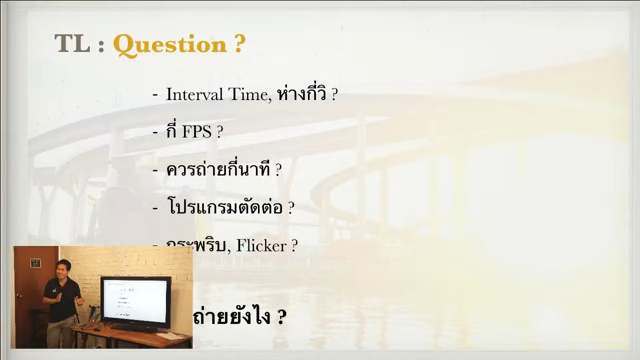 TL : Question ?
- Interval Time, ห่างกี่วิ ?
- กี่ FPS ?
- ควรถ่ายกี่นาที ?
- โปรแกรมตัดต่อ ?
- กระพริบ, Flicker ?
ถ่ายยังไง ?